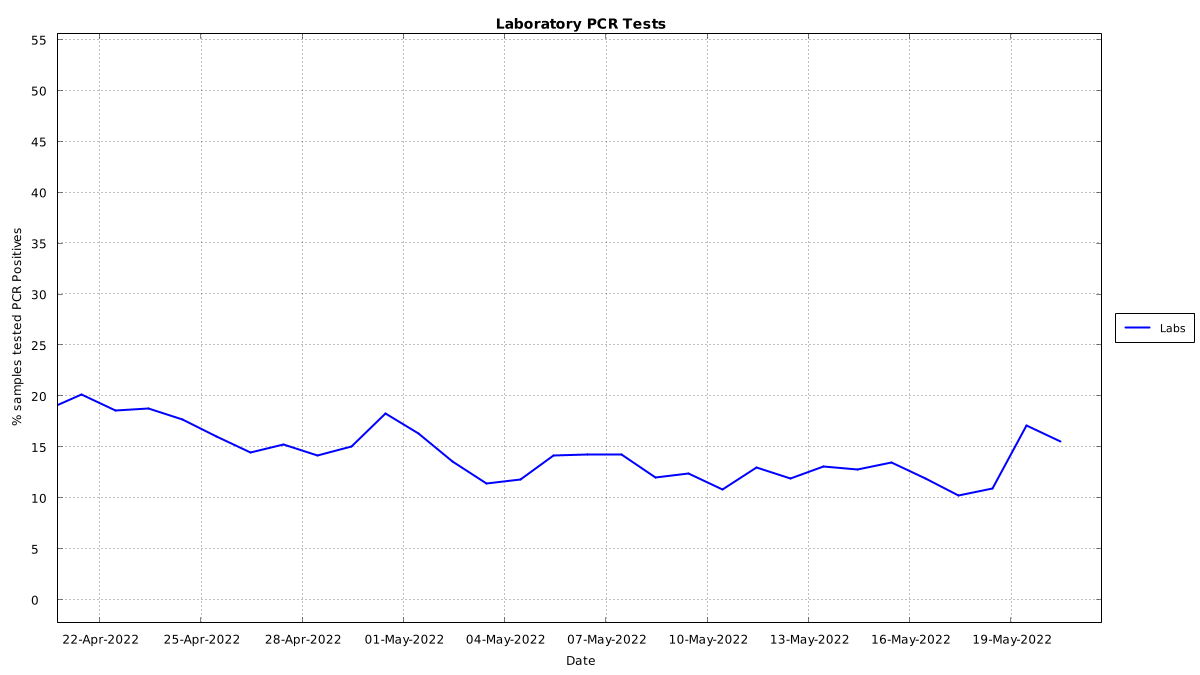 Laboratory PCR Tests
55
50
45
40
35
30
25
20
15
10
5
0
% samples tested PCR Positives
22-Apr-2022 25-Apr-2022 28-Apr-2022 01-May-2022 04-May-2022 07-May-2022 10-May-2022 13-May-2022 16-May-2022 19-May-2022
Date
Labs